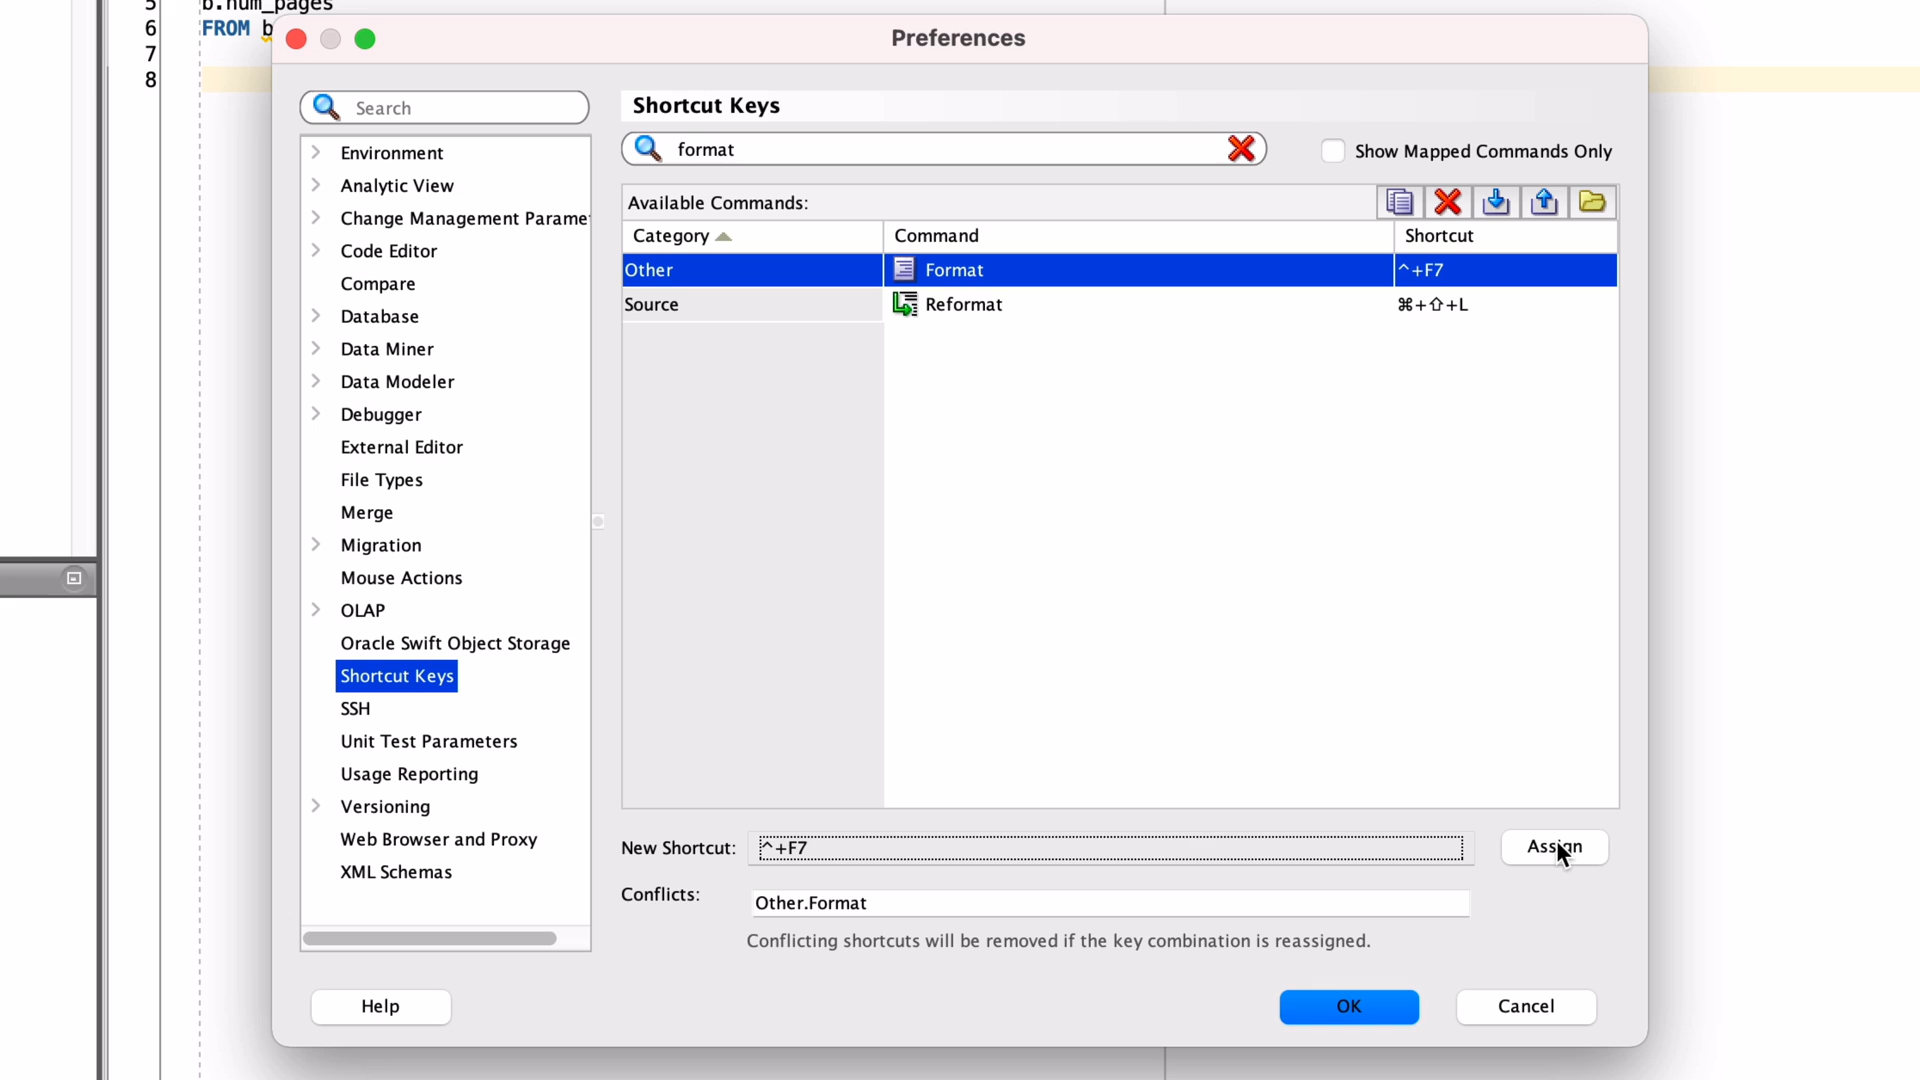 5 b.num_pages
6 FROM b
7
8
Preferences
Search
Environment
Analytic View
Change Management Parame
Code Editor
Compare
Database
Data Miner
Data Modeler
Debugger
External Editor
File Types
Merge
Migration
Mouse Actions
OLAP
Oracle Swift Object Storage
Shortcut Keys
SSH
Unit Test Parameters
Usage Reporting
Versioning
Web Browser and Proxy
XML Schemas
Shortcut Keys
format
Show Mapped Commands Only
Available Commands:
Category Command Shortcut
Other Format ^+F7
Source Reformat ⌘+⇧+L
New Shortcut: ^+F7 Assign
Conflicts: Other.Format
Conflicting shortcuts will be removed if the key combination is reassigned.
Help OK Cancel